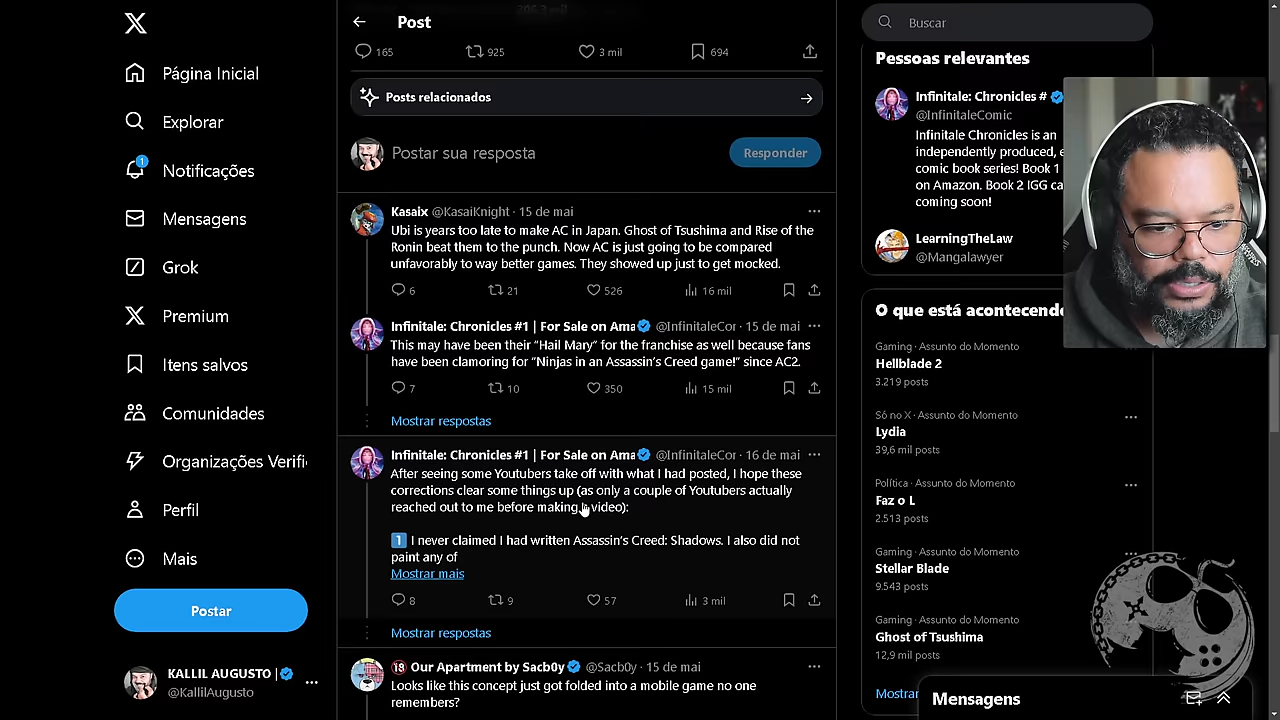 Página Inicial
Explorar
1
Notificações
Mensagens
Grok
Premium
Itens salvos
Comunidades
Organizações Verifi
Perfil
Mais
Postar
KALLIL AUGUSTO |
@KallilAugusto
Post
165
925
3 mil
694
Posts relacionados
Postar sua resposta
Responder
Kasaix @KasaiKnight · 15 de mai
Ubi is years too late to make AC in Japan. Ghost of Tsushima and Rise of the
Ronin beat them to the punch. Now AC is just going to be compared
unfavorably to way better games. They showed up just to get mocked.
6
21
526
16 mil
Infinitale: Chronicles #1 | For Sale on Ama @InfinitaleCor · 15 de mai
This may have been their “Hail Mary” for the franchise as well because fans
have been clamoring for “Ninjas in an Assassin’s Creed game!” since AC2.
7
10
350
15 mil
Mostrar respostas
Infinitale: Chronicles #1 | For Sale on Ama @InfinitaleCor · 16 de mai
After seeing some Youtubers take off with what I had posted, I hope these
corrections clear some things up (as only a couple of Youtubers actually
reached out to me before making video):
1 I never claimed I had written Assassin’s Creed: Shadows. I also did not
paint any of
Mostrar mais
8
9
57
3 mil
Mostrar respostas
Our Apartment by Sacb0y @Sacb0y · 15 de mai
Looks like this concept just got folded into a mobile game no one
remembers?
Buscar
Pessoas relevantes
Infinitale: Chronicles #
@InfinitaleComic
Infinitale Chronicles is an
independently produced, e
comic book series! Book 1
on Amazon. Book 2 IGG ca
coming soon!
LearningTheLaw
@Mangalawyer
O que está acontecend
Gaming · Assunto do Momento
Hellblade 2
3.219 posts
Só no X · Assunto do Momento
Lydia
39,6 mil posts
Política · Assunto do Momento
Faz o L
2.513 posts
Gaming · Assunto do Momento
Stellar Blade
9.543 posts
Gaming · Assunto do Momento
Ghost of Tsushima
12,9 mil posts
Mostrar
Mensagens